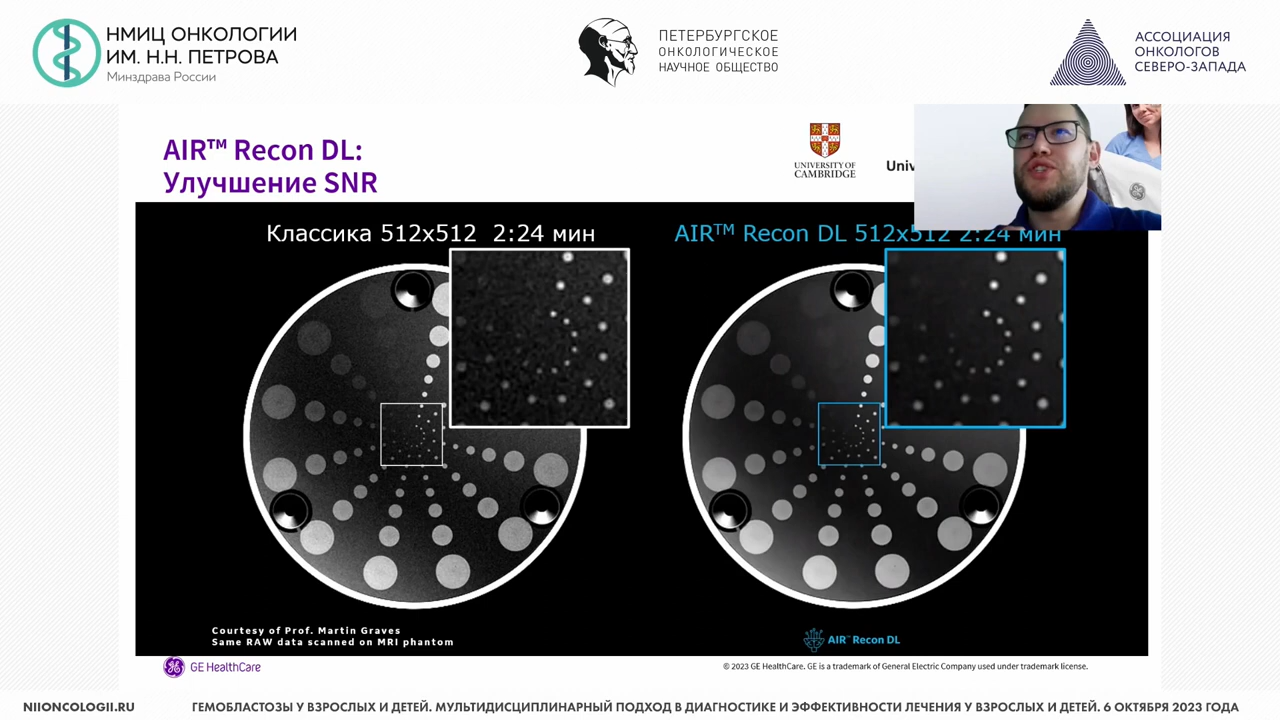 НМИЦ ОНКОЛОГИИ
ИМ. Н.Н. ПЕТРОВА
Минздрава России
ПЕТЕРБУРГСКОЕ
ОНКОЛОГИЧЕСКОЕ
НАУЧНОЕ ОБЩЕСТВО
АССОЦИАЦИЯ
ОНКОЛОГОВ
СЕВЕРО-ЗАПАДА
AIR™ Recon DL:
Улучшение SNR
UNIVERSITY OF
CAMBRIDGE
Univ
Классика 512x512 2:24 мин
AIR™ Recon DL 512x512 2:24 мин
Courtesy of Prof. Martin Graves
Same RAW data scanned on MRI phantom
AIR™ Recon DL
GE HealthCare
© 2023 GE HealthCare. GE is a trademark of General Electric Company used under trademark license.
NIIONCOLOGII.RU
ГЕМОБЛАСТОЗЫ У ВЗРОСЛЫХ И ДЕТЕЙ. МУЛЬТИДИСЦИПЛИНАРНЫЙ ПОДХОД В ДИАГНОСТИКЕ И ЭФФЕКТИВНОСТИ ЛЕЧЕНИЯ У ВЗРОСЛЫХ И ДЕТЕЙ. 6 ОКТЯБРЯ 2023 ГОДА